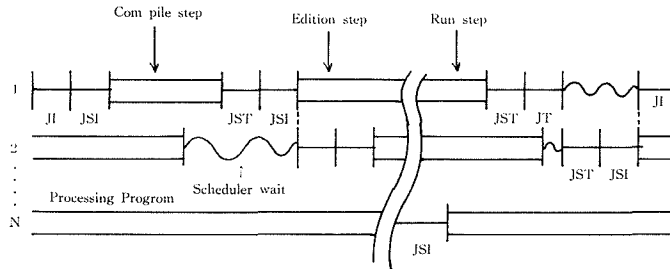 Com pile step Edition step Run step
1
JI JSI JST JSI JST JT JI
2
Scheduler wait JST JSI
Processing Progrom
N
JSI